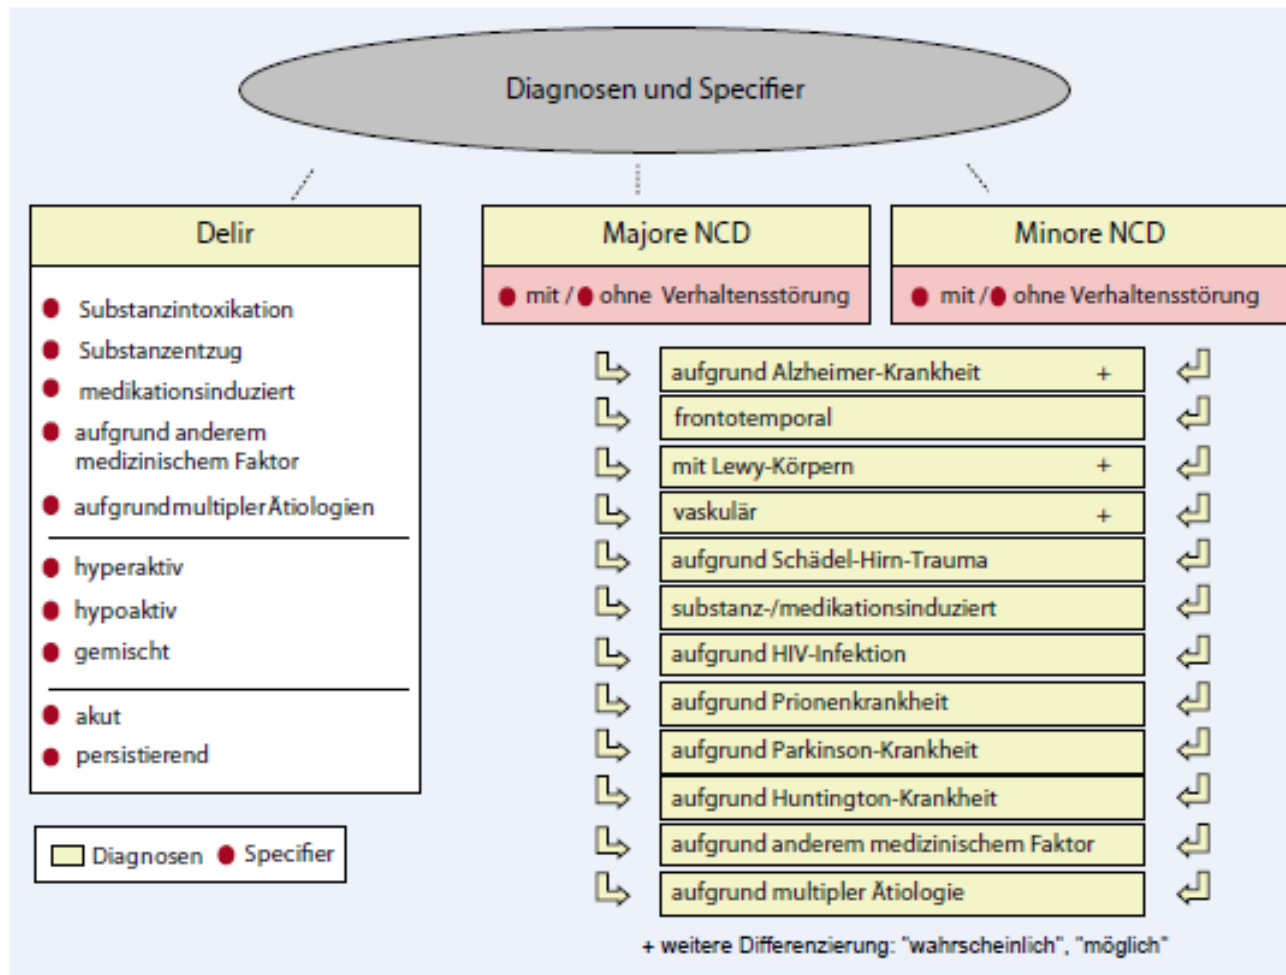 Diagnosen und Specifier
Delir
Substanzintoxikation
Substanzentzug
medikationsinduziert
aufgrund anderem
medizinischem Faktor
aufgrund multipler Ätiologien
hyperaktiv
hypoaktiv
gemischt
akut
persistierend
Diagnosen Specifier
Majore NCD
mit / ohne Verhaltensstörung
Minore NCD
mit / ohne Verhaltensstörung
aufgrund Alzheimer-Krankheit +
frontotemporal
mit Lewy-Körpern +
vaskulär +
aufgrund Schädel-Hirn-Trauma
substanz-/medikationsinduziert
aufgrund HIV-Infektion
aufgrund Prionenkrankheit
aufgrund Parkinson-Krankheit
aufgrund Huntington-Krankheit
aufgrund anderem medizinischem Faktor
aufgrund multipler Ätiologie
+ weitere Differenzierung: "wahrscheinlich", "möglich"